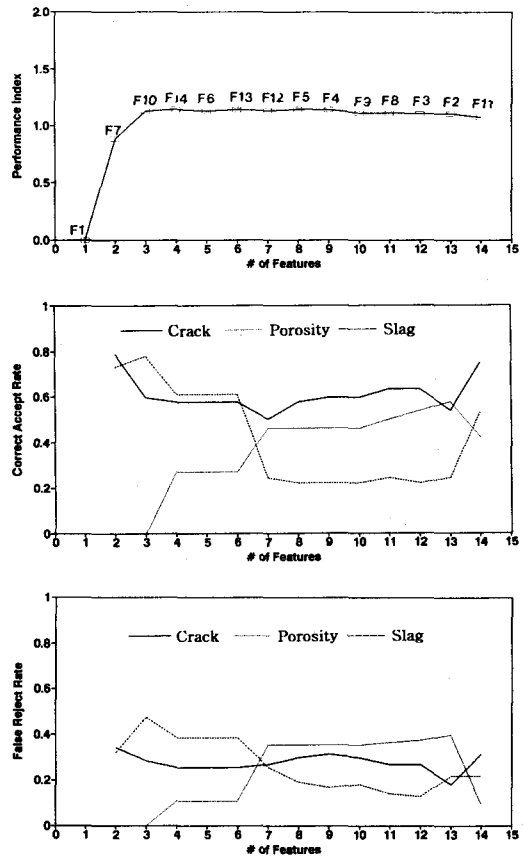 2.0
1.5
1.0
0.5
0.0
Performance Index
F1
F7
F10 F14 F6 F13 F12 F5 F4 F9 F8 F3 F2 F11
0 1 2 3 4 5 6 7 8 9 10 11 12 13 14 15
# of Features
1
0.8
0.6
0.4
0.2
0
Correct Accept Rate
Crack Porosity Slag
0 1 2 3 4 5 6 7 8 9 10 11 12 13 14 15
# of Features
1
0.8
0.6
0.4
0.2
0
False Reject Rate
Crack Porosity Slag
0 1 2 3 4 5 6 7 8 9 10 11 12 13 14 15
# of Features